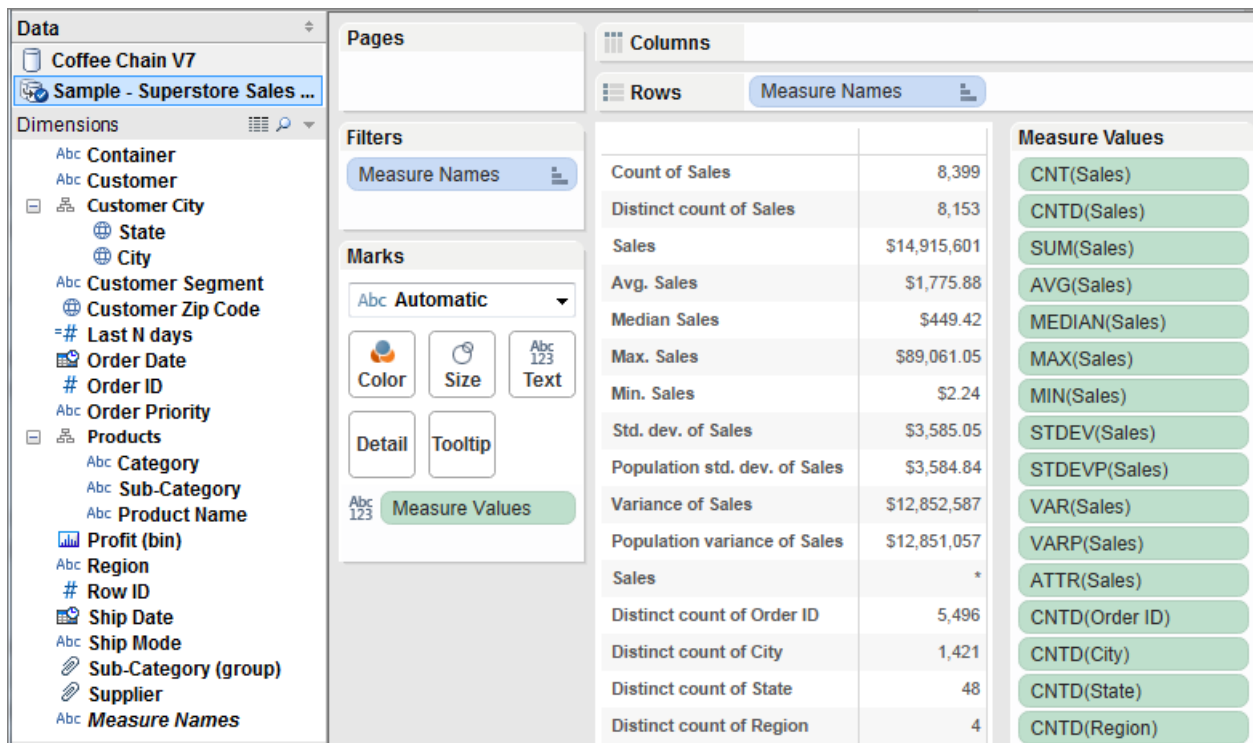 Data
Coffee Chain V7
Sample - Superstore Sales ...
Dimensions
Abc Container
Abc Customer
Customer City
State
City
Abc Customer Segment
Customer Zip Code
=# Last N days
Order Date
# Order ID
Abc Order Priority
Products
Abc Category
Abc Sub-Category
Abc Product Name
Profit (bin)
Abc Region
# Row ID
Ship Date
Abc Ship Mode
Sub-Category (group)
Supplier
Abc Measure Names
Pages
Filters
Measure Names
Marks
Abc Automatic
Color
Size
Abc
123
Text
Detail
Tooltip
Abc
123
Measure Values
Columns
Rows
Measure Names
Count of Sales 8,399
Distinct count of Sales 8,153
Sales $14,915,601
Avg. Sales $1,775.88
Median Sales $449.42
Max. Sales $89,061.05
Min. Sales $2.24
Std. dev. of Sales $3,585.05
Population std. dev. of Sales $3,584.84
Variance of Sales $12,852,587
Population variance of Sales $12,851,057
Sales *
Distinct count of Order ID 5,496
Distinct count of City 1,421
Distinct count of State 48
Distinct count of Region 4
Measure Values
CNT(Sales)
CNTD(Sales)
SUM(Sales)
AVG(Sales)
MEDIAN(Sales)
MAX(Sales)
MIN(Sales)
STDEV(Sales)
STDEVP(Sales)
VAR(Sales)
VARP(Sales)
ATTR(Sales)
CNTD(Order ID)
CNTD(City)
CNTD(State)
CNTD(Region)